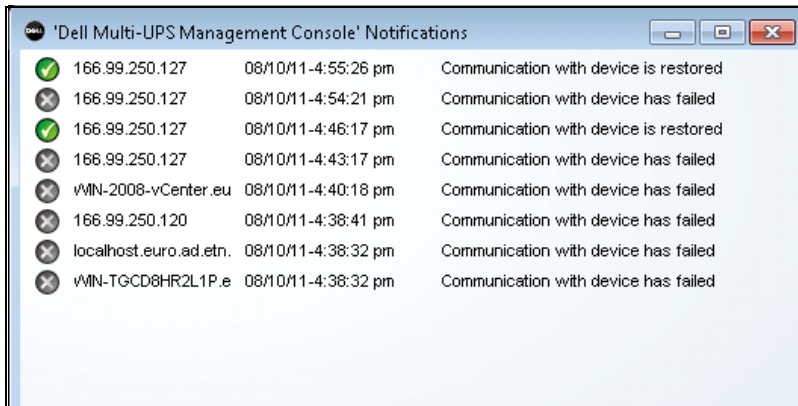 DELL 'Dell Multi-UPS Management Console' Notifications
166.99.250.127 08/10/11-4:55:26 pm Communication with device is restored
166.99.250.127 08/10/11-4:54:21 pm Communication with device has failed
166.99.250.127 08/10/11-4:46:17 pm Communication with device is restored
166.99.250.127 08/10/11-4:43:17 pm Communication with device has failed
WIN-2008-vCenter.eu 08/10/11-4:40:18 pm Communication with device has failed
166.99.250.120 08/10/11-4:38:41 pm Communication with device has failed
localhost.euro.ad.etn. 08/10/11-4:38:32 pm Communication with device has failed
WIN-TGCD8HR2L1P.e 08/10/11-4:38:32 pm Communication with device has failed